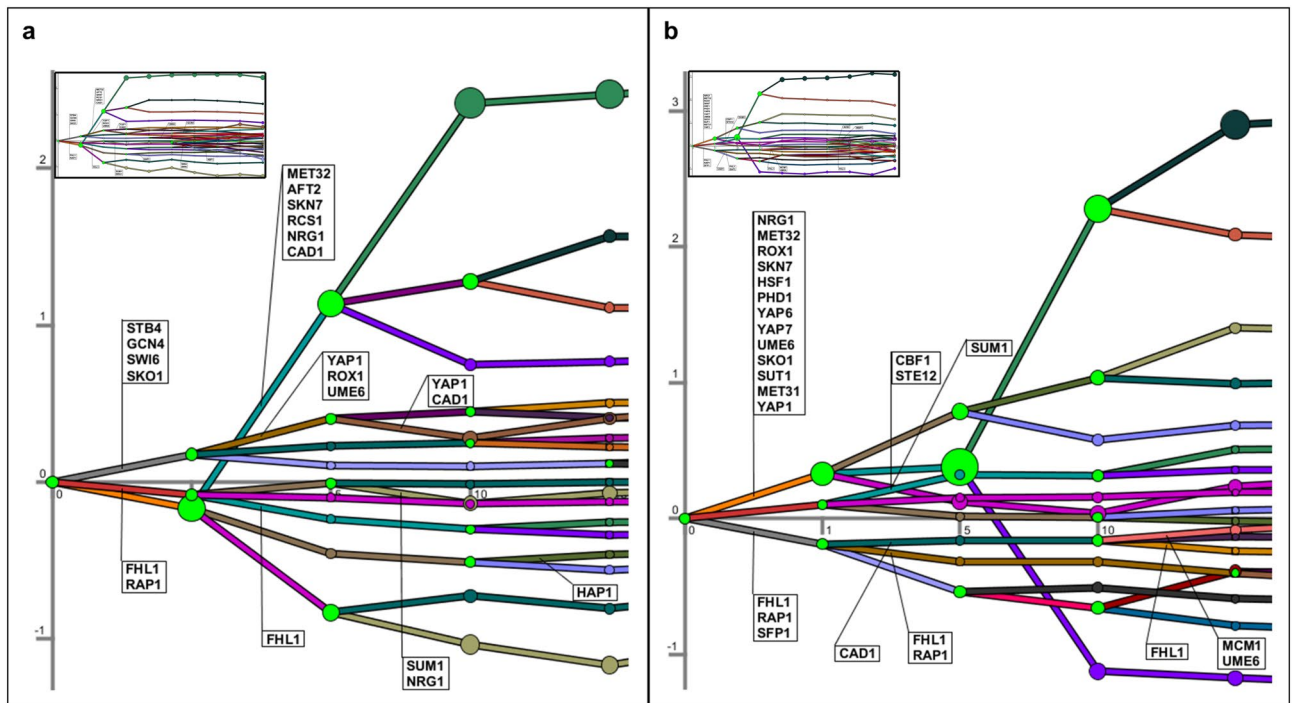 a
2
1
0
-1
0
5
10
MET32
AFT2
SKN7
RCS1
NRG1
CAD1
STB4
GCN4
SWI6
SKO1
YAP1
ROX1
UME6
YAP1
CAD1
FHL1
RAP1
FHL1
HAP1
SUM1
NRG1
b
3
2
1
0
-1
0
1
5
10
NRG1
MET32
ROX1
SKN7
HSF1
PHD1
YAP6
YAP7
UME6
SKO1
SUT1
MET31
YAP1
CBF1
STE12
SUM1
FHL1
RAP1
SFP1
CAD1
FHL1
RAP1
FHL1
MCM1
UME6